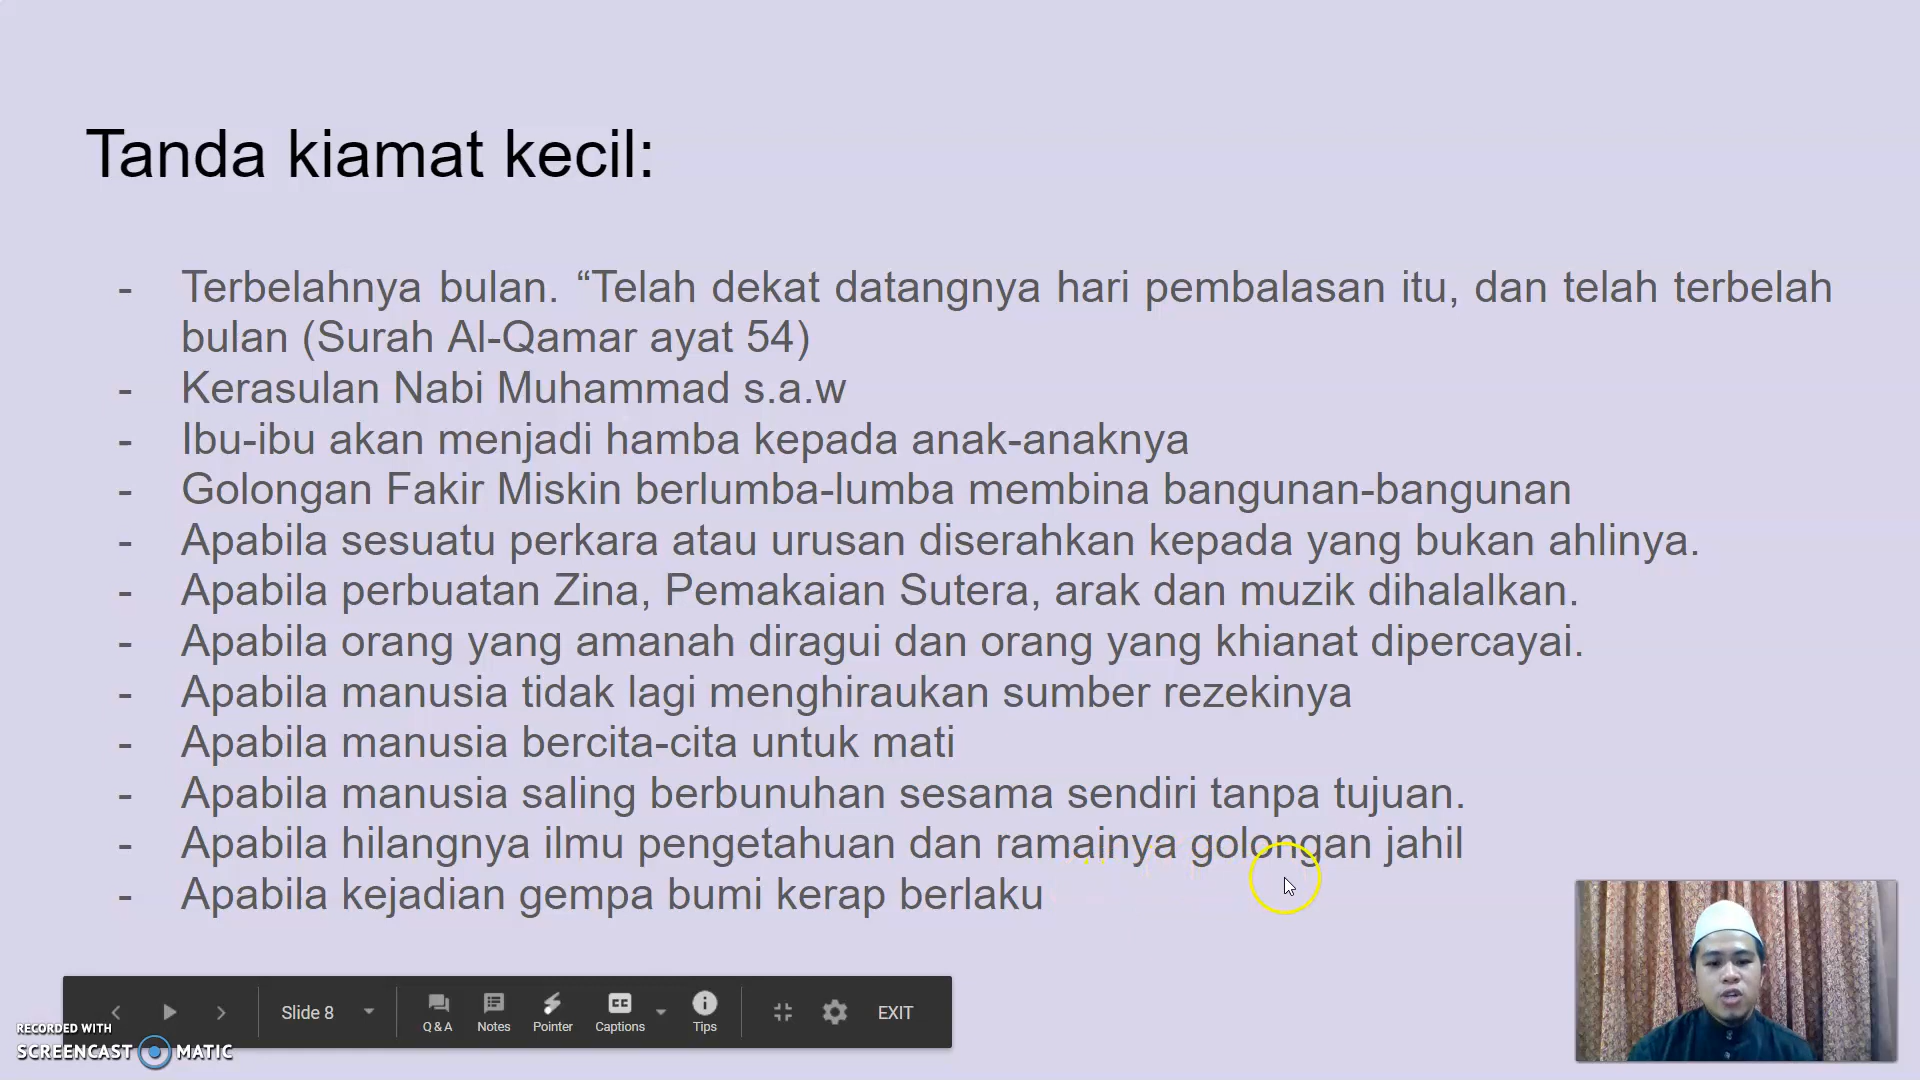 Tanda kiamat kecil:
- Terbelahnya bulan. “Telah dekat datangnya hari pembalasan itu, dan telah terbelah
bulan (Surah Al-Qamar ayat 54)
- Kerasulan Nabi Muhammad s.a.w
- Ibu-ibu akan menjadi hamba kepada anak-anaknya
- Golongan Fakir Miskin berlumba-lumba membina bangunan-bangunan
- Apabila sesuatu perkara atau urusan diserahkan kepada yang bukan ahlinya.
- Apabila perbuatan Zina, Pemakaian Sutera, arak dan muzik dihalalkan.
- Apabila orang yang amanah diragui dan orang yang khianat dipercayai.
- Apabila manusia tidak lagi menghiraukan sumber rezekinya
- Apabila manusia bercita-cita untuk mati
- Apabila manusia saling berbunuhan sesama sendiri tanpa tujuan.
- Apabila hilangnya ilmu pengetahuan dan ramainya golongan jahil
- Apabila kejadian gempa bumi kerap berlaku
Slide 8
Q & A Notes Pointer Captions Tips
EXIT
RECORDED WITH
SCREENCAST MATIC